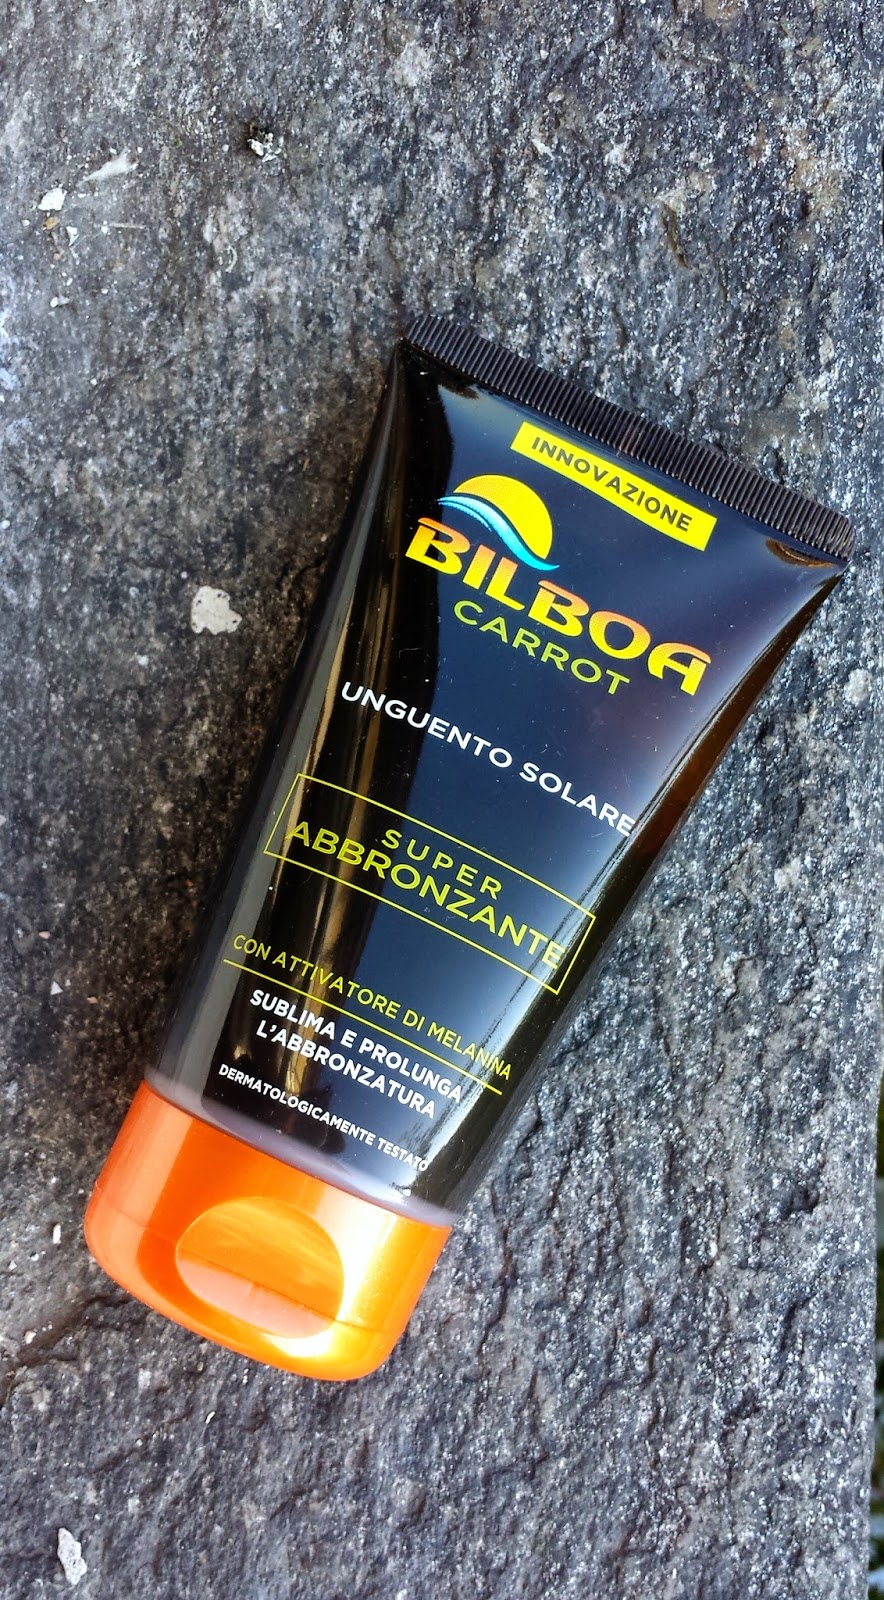 INNOVAZIONE
BILBOA
CARROT
UNGUENTO SOLARE
SUPER
ABBRONZANTE
CON ATTIVATORE DI MELANINA
SUBLIMA E PROLUNGA
L'ABBRONZATURA
DERMATOLOGICAMENTE TESTATO